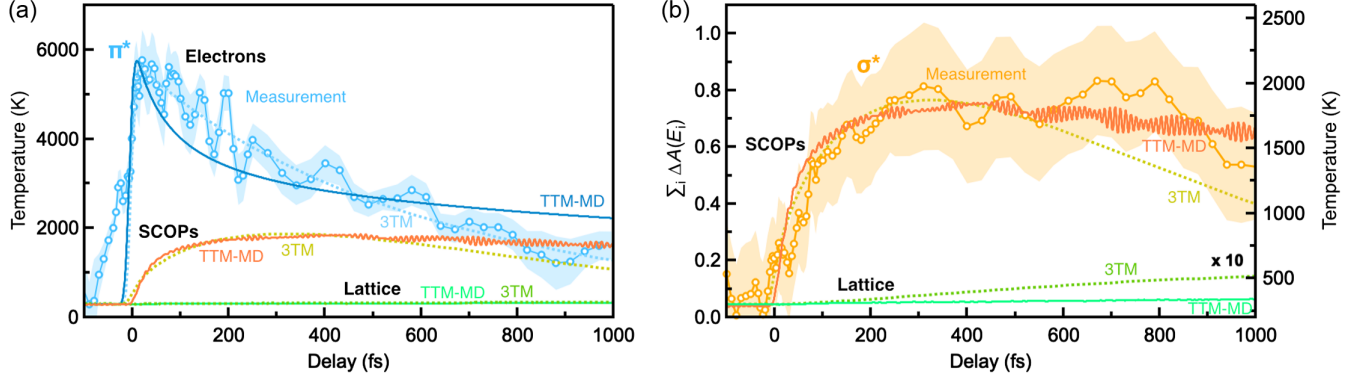 (a)
6000
4000
2000
0
Temperature (K)
π*
Electrons
Measurement
TTM-MD
3TM
SCOPs
3TM
TTM-MD
Lattice
TTM-MD
3TM
0 200 400 600 800 1000
Delay (fs)
(b)
1.0
0.8
0.6
0.4
0.2
0.0
Σi ΔA(Ei)
σ*
Measurement
SCOPs
TTM-MD
3TM
x 10
3TM
Lattice
TTM-MD
2500
2000
1500
1000
500
Temperature (K)
0 200 400 600 800 1000
Delay (fs)